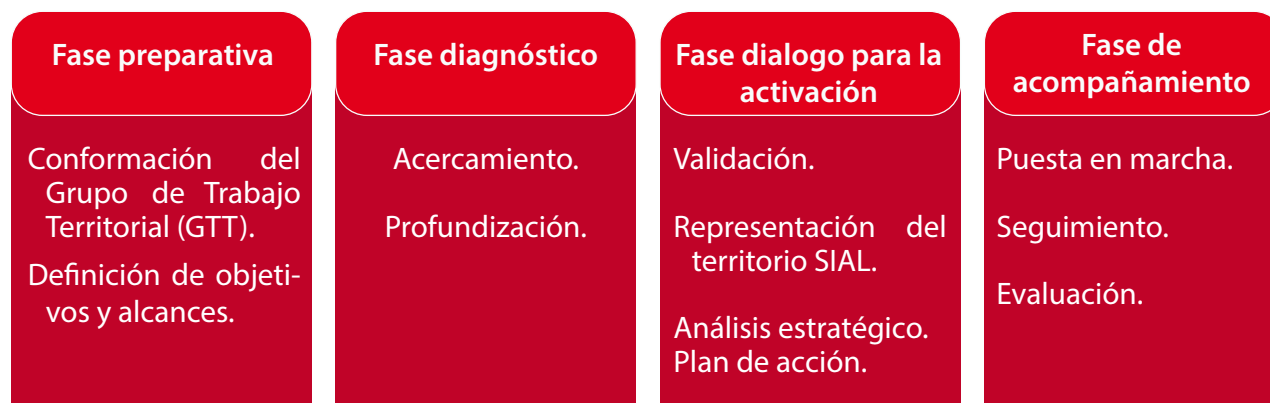 Fase preparativa
Conformación del
Grupo de Trabajo
Territorial (GTT).
Definición de objeti-
vos y alcances.
Fase diagnóstico
Acercamiento.
Profundización.
Fase dialogo para la
activación
Validación.
Representación del
territorio SIAL.
Análisis estratégico.
Plan de acción.
Fase de
acompañamiento
Puesta en marcha.
Seguimiento.
Evaluación.